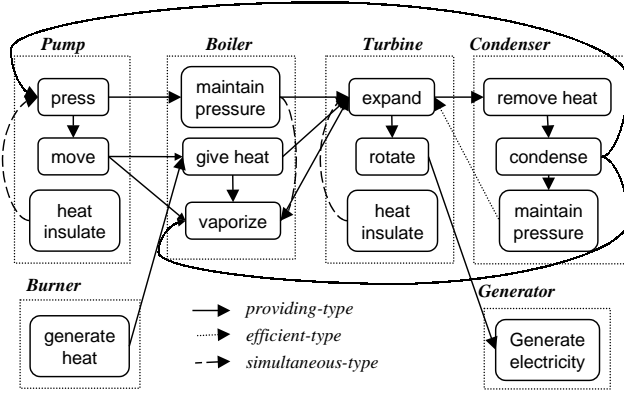 Pump
Boiler
Turbine
Condenser
press
move
heat
insulate
maintain
pressure
give heat
vaporize
expand
rotate
heat
insulate
remove heat
condense
maintain
pressure
Burner
generate
heat
providing-type
efficient-type
simultaneous-type
Generator
Generate
electricity